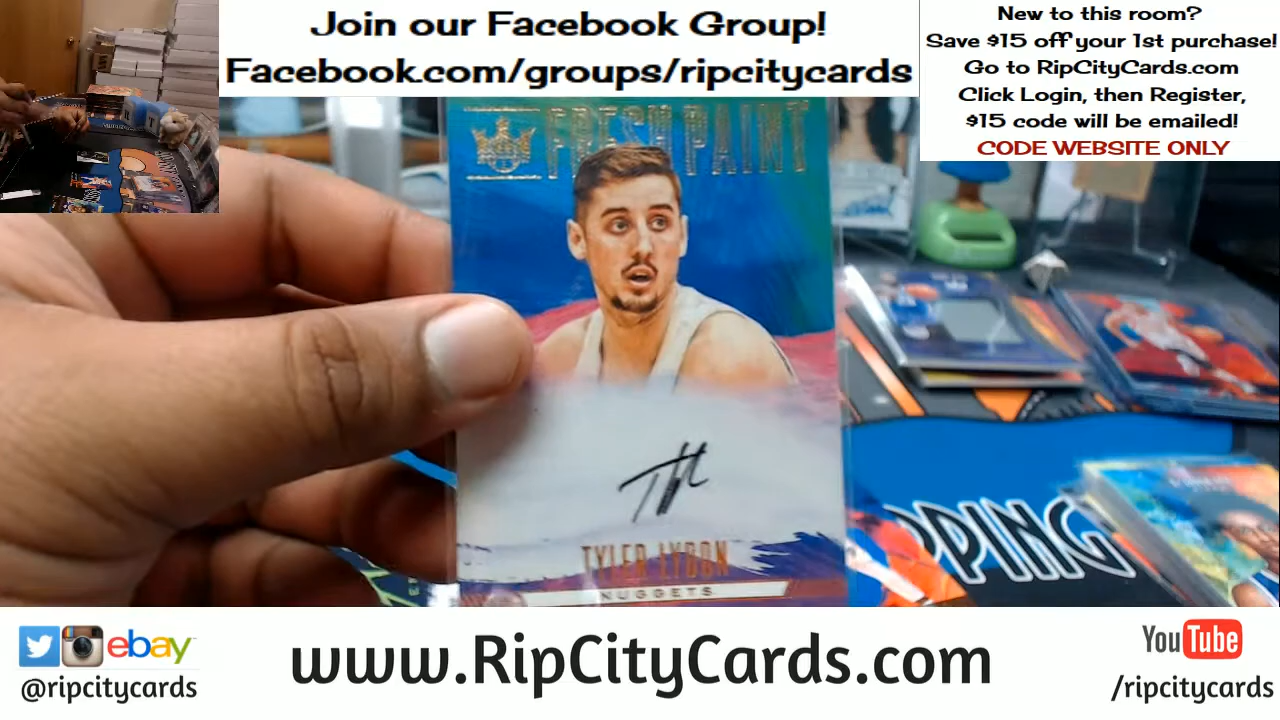 Join our Facebook Group!
Facebook.com/groups/ripcitycards
New to this room?
Save $15 off your 1st purchase!
Go to RipCityCards.com
Click Login, then Register,
$15 code will be emailed!
CODE WEBSITE ONLY
FRESH PAINT
TYLER LYDON
NUGGETS
PPING
ebay
@ripcitycards
www.RipCityCards.com
YouTube
/ripcitycards